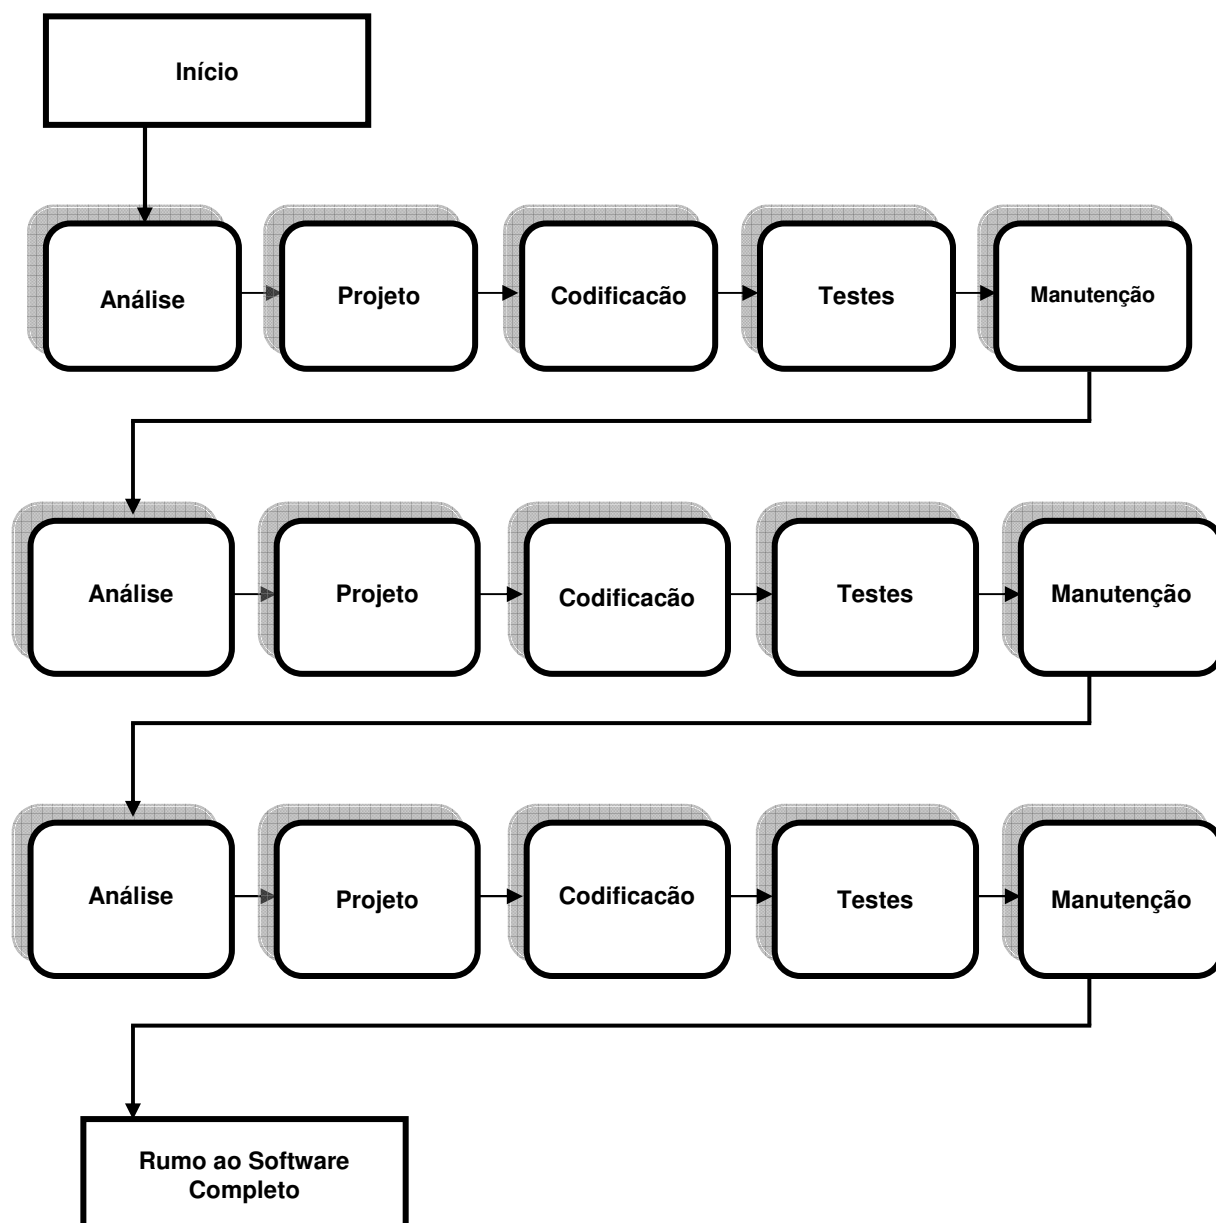 Início
Análise
Projeto
Codificacão
Testes
Manutenção
Análise
Projeto
Codificacão
Testes
Manutenção
Análise
Projeto
Codificacão
Testes
Manutenção
Rumo ao Software
Completo